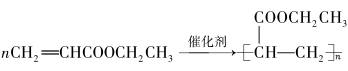 COOCH₂CH₃
nCH₂=CHCOOCH₂CH₃ 催化剂 [CH—CH₂]ₙ